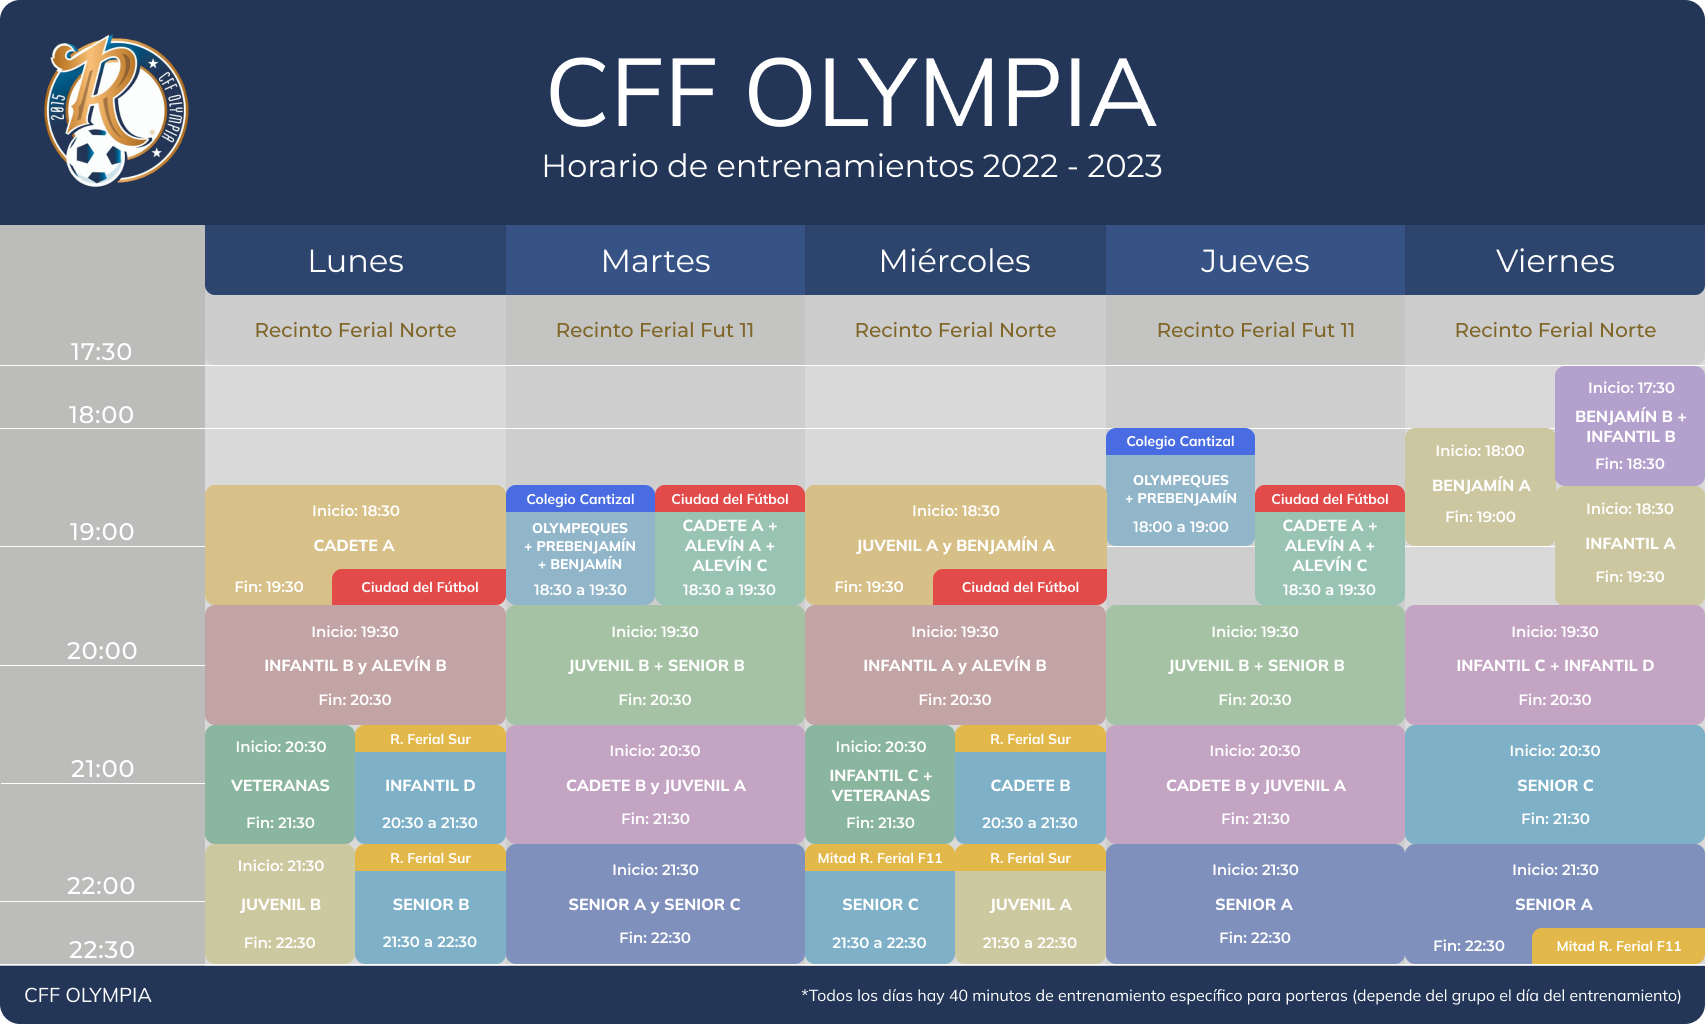 2015
R
CFF OLYMPIA
CFF OLYMPIA
Horario de entrenamientos 2022 - 2023
Lunes
Martes
Miércoles
Jueves
Viernes
Recinto Ferial Norte
Recinto Ferial Fut 11
Recinto Ferial Norte
Recinto Ferial Fut 11
Recinto Ferial Norte
17:30
18:00
19:00
20:00
21:00
22:00
22:30
Inicio: 18:30
CADETE A
Fin: 19:30
Ciudad del Fútbol
Inicio: 19:30
INFANTIL B y ALEVÍN B
Fin: 20:30
Inicio: 20:30
VETERANAS
Fin: 21:30
R. Ferial Sur
INFANTIL D
20:30 a 21:30
Inicio: 21:30
JUVENIL B
Fin: 22:30
R. Ferial Sur
SENIOR B
21:30 a 22:30
Colegio Cantizal
OLYMPEQUES
+ PREBENJAMÍN
+ BENJAMÍN
18:30 a 19:30
Ciudad del Fútbol
CADETE A +
ALEVÍN A +
ALEVÍN C
18:30 a 19:30
Inicio: 19:30
JUVENIL B + SENIOR B
Fin: 20:30
Inicio: 20:30
CADETE B y JUVENIL A
Fin: 21:30
Inicio: 21:30
SENIOR A y SENIOR C
Fin: 22:30
Inicio: 18:30
JUVENIL A y BENJAMÍN A
Fin: 19:30
Ciudad del Fútbol
Inicio: 19:30
INFANTIL A y ALEVÍN B
Fin: 20:30
Inicio: 20:30
INFANTIL C +
VETERANAS
Fin: 21:30
R. Ferial Sur
CADETE B
20:30 a 21:30
Mitad R. Ferial F11
SENIOR C
21:30 a 22:30
R. Ferial Sur
JUVENIL A
21:30 a 22:30
Colegio Cantizal
OLYMPEQUES
+ PREBENJAMÍN
18:00 a 19:00
Ciudad del Fútbol
CADETE A +
ALEVÍN A +
ALEVÍN C
18:30 a 19:30
Inicio: 19:30
JUVENIL B + SENIOR B
Fin: 20:30
Inicio: 20:30
CADETE B y JUVENIL A
Fin: 21:30
Inicio: 21:30
SENIOR A
Fin: 22:30
Inicio: 18:00
BENJAMÍN A
Fin: 19:00
Inicio: 17:30
BENJAMÍN B +
INFANTIL B
Fin: 18:30
Inicio: 18:30
INFANTIL A
Fin: 19:30
Inicio: 19:30
INFANTIL C + INFANTIL D
Fin: 20:30
Inicio: 20:30
SENIOR C
Fin: 21:30
Inicio: 21:30
SENIOR A
Fin: 22:30
Mitad R. Ferial F11
CFF OLYMPIA
*Todos los días hay 40 minutos de entrenamiento específico para porteras (depende del grupo el día del entrenamiento)